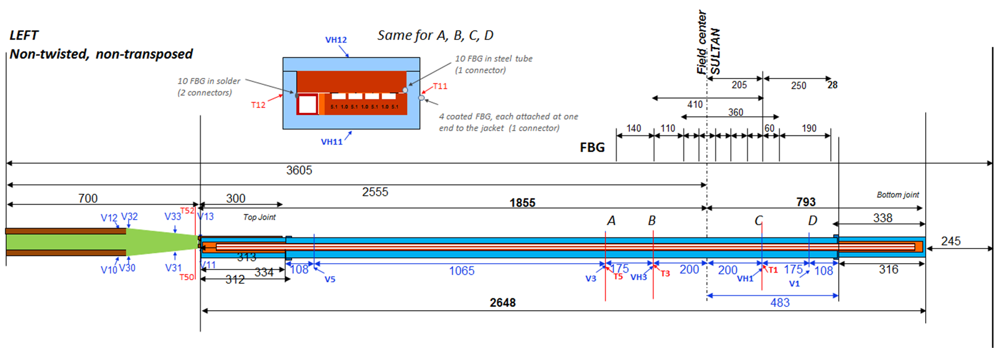 LEFT
Non-twisted, non-transposed
VH12
Same for A, B, C, D
10 FBG in solder
(2 connectors)
T12
10 FBG in steel tube
(1 connector)
T11
5.1 1.0 5.1 1.0 5.1 1.0 5.1
4 coated FBG, each attached at one
end to the jacket (1 connector)
VH11
Field center
SULTAN
205
250
28
410
360
140
110
60
190
FBG
3605
2555
700
300
1855
793
Bottom joint
338
V12
V32
V33
T52
V13
Top Joint
A
B
C
D
245
V10
V30
V31
T50
V11
313
334
312
108
V5
1065
V3
T5
175
VH3
T3
200
200
VH1
T1
175
V1
108
316
483
2648